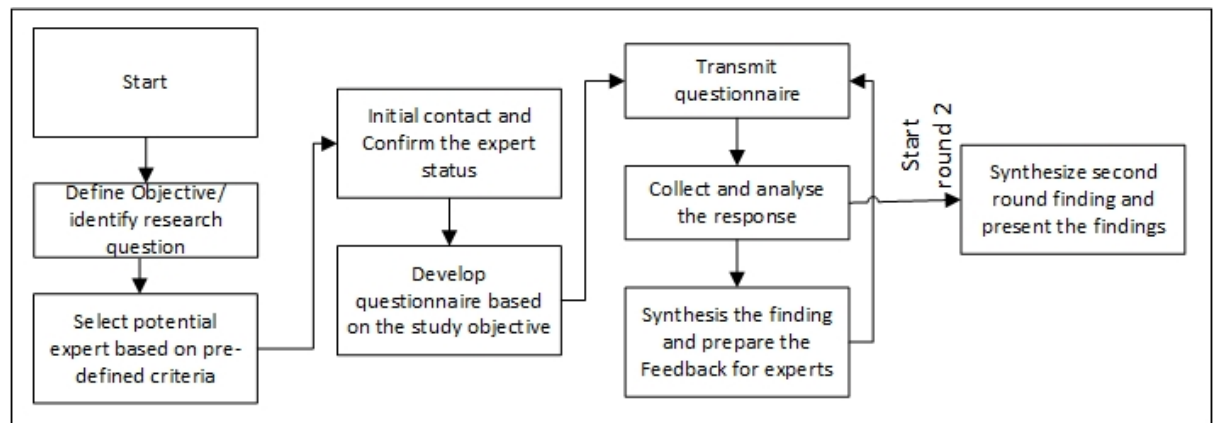 Start
Define Objective/
identify research
question
Select potential
expert based on pre-
defined criteria
Initial contact and
Confirm the expert
status
Develop
questionnaire based
on the study objective
Transmit
questionnaire
Collect and analyse
the response
Synthesis the finding
and prepare the
Feedback for experts
Start
round 2
Synthesize second
round finding and
present the findings